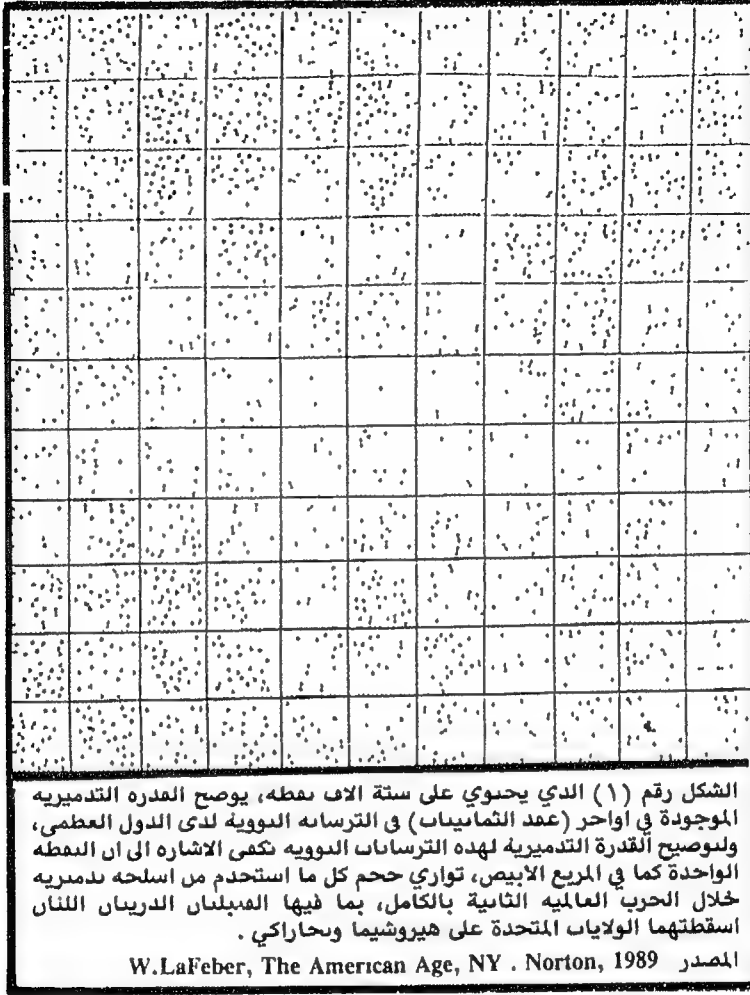 الشكل رقم (١) الذي يحتوي على ستة الاف نقطه، يوضح القدره التدميريه
الموجودة في اواخر (عقد الثمانينات) في الترسانه النووية لدى الدول العظمى،
ولتوضيح القدرة التدميرية لهذه الترسانات النوويه تكفي الاشاره الى ان النقطه
الواحدة كما في المربع الابيض، توازي حجم كل ما استخدم من اسلحه تدميريه
خلال الحرب العالميه الثانية بالكامل، بما فيها القنبلتان الذريتان اللتان
اسقطتهما الولايات المتحدة على هيروشيما ونجازاكي .
المصدر W.LaFeber, The American Age, NY . Norton, 1989